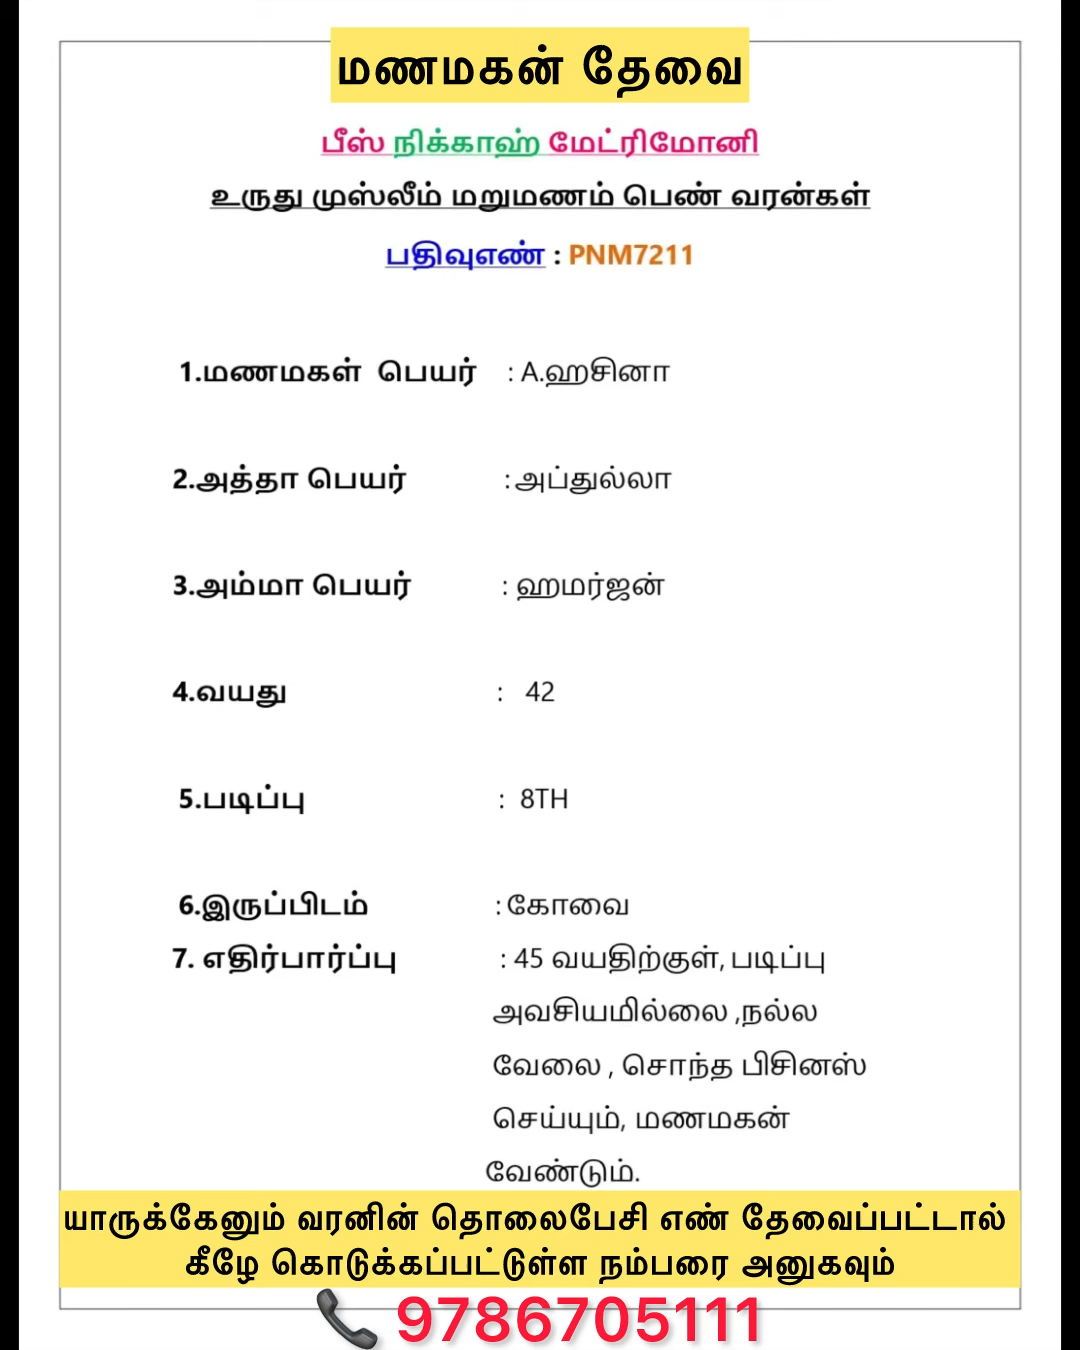 மணமகன் தேவை
பீஸ் நிக்காஹ் மேட்ரிமோனி
உருது முஸ்லீம் மறுமணம் பெண் வரன்கள்
பதிவுஎண் : PNM7211
1.மணமகள் பெயர் : A.ஹசினா
2.அத்தா பெயர் : அப்துல்லா
3.அம்மா பெயர் : ஹமர்ஜன்
4.வயது : 42
5.படிப்பு : 8TH
6.இருப்பிடம் : கோவை
7. எதிர்பார்ப்பு : 45 வயதிற்குள், படிப்பு
அவசியமில்லை ,நல்ல
வேலை , சொந்த பிசினஸ்
செய்யும், மணமகன்
வேண்டும்.
யாருக்கேனும் வரனின் தொலைபேசி எண் தேவைப்பட்டால்
கீழே கொடுக்கப்பட்டுள்ள நம்பரை அனுகவும்
9786705111